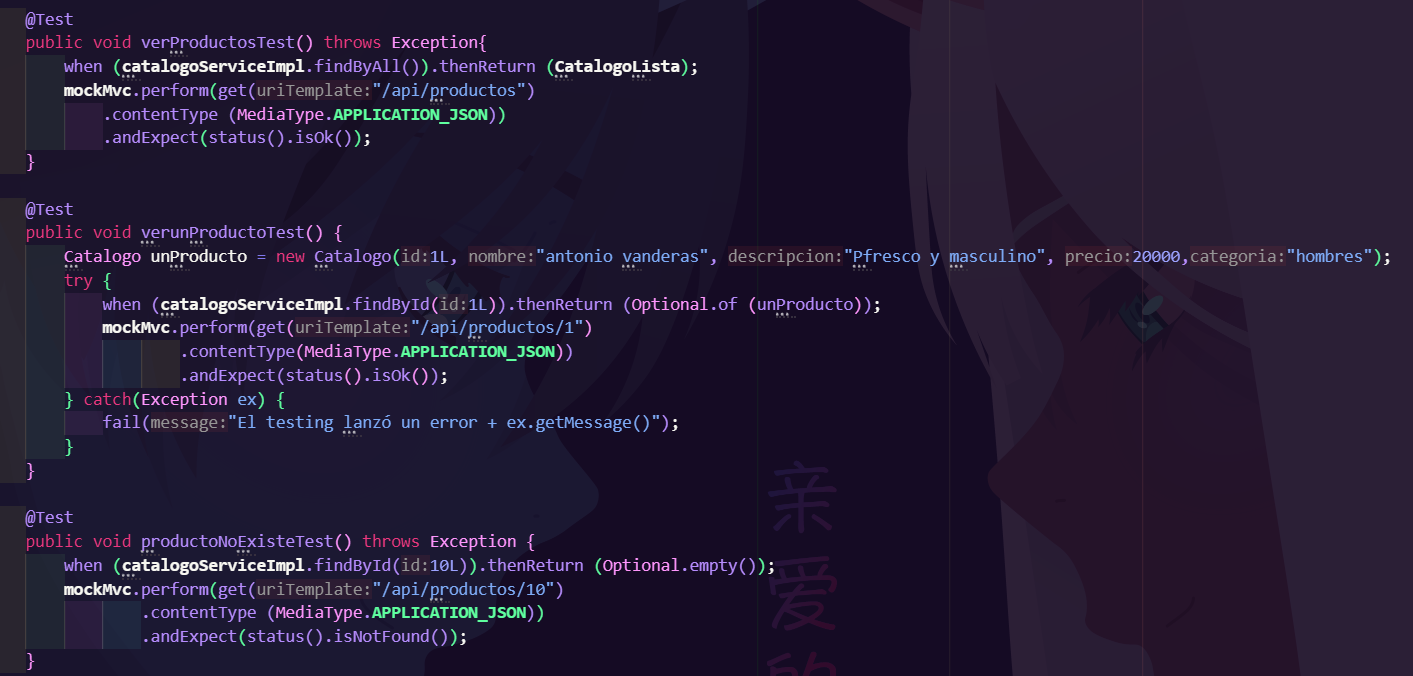 @Test
public void verProductosTest() throws Exception{
when (catalogoServiceImpl.findByAll()).thenReturn (CatalogoLista);
mockMvc.perform(get(uriTemplate:"/api/productos")
.contentType (MediaType.APPLICATION_JSON))
.andExpect(status().isOk());
}
@Test
public void verunProductoTest() {
Catalogo unProducto = new Catalogo(id:1L, nombre:"antonio vanderas", descripcion:"Pfresco y masculino", precio:20000,categoria:"hombres");
try {
when (catalogoServiceImpl.findById(id:1L)).thenReturn (Optional.of (unProducto));
mockMvc.perform(get(uriTemplate:"/api/productos/1")
.contentType(MediaType.APPLICATION_JSON))
.andExpect(status().isOk());
} catch(Exception ex) {
fail(message:"El testing lanzó un error + ex.getMessage()");
}
}
@Test
public void productoNoExisteTest() throws Exception {
when (catalogoServiceImpl.findById(id:10L)).thenReturn (Optional.empty());
mockMvc.perform(get(uriTemplate:"/api/productos/10")
.contentType (MediaType.APPLICATION_JSON))
.andExpect(status().isNotFound());
}
亲
爱
的